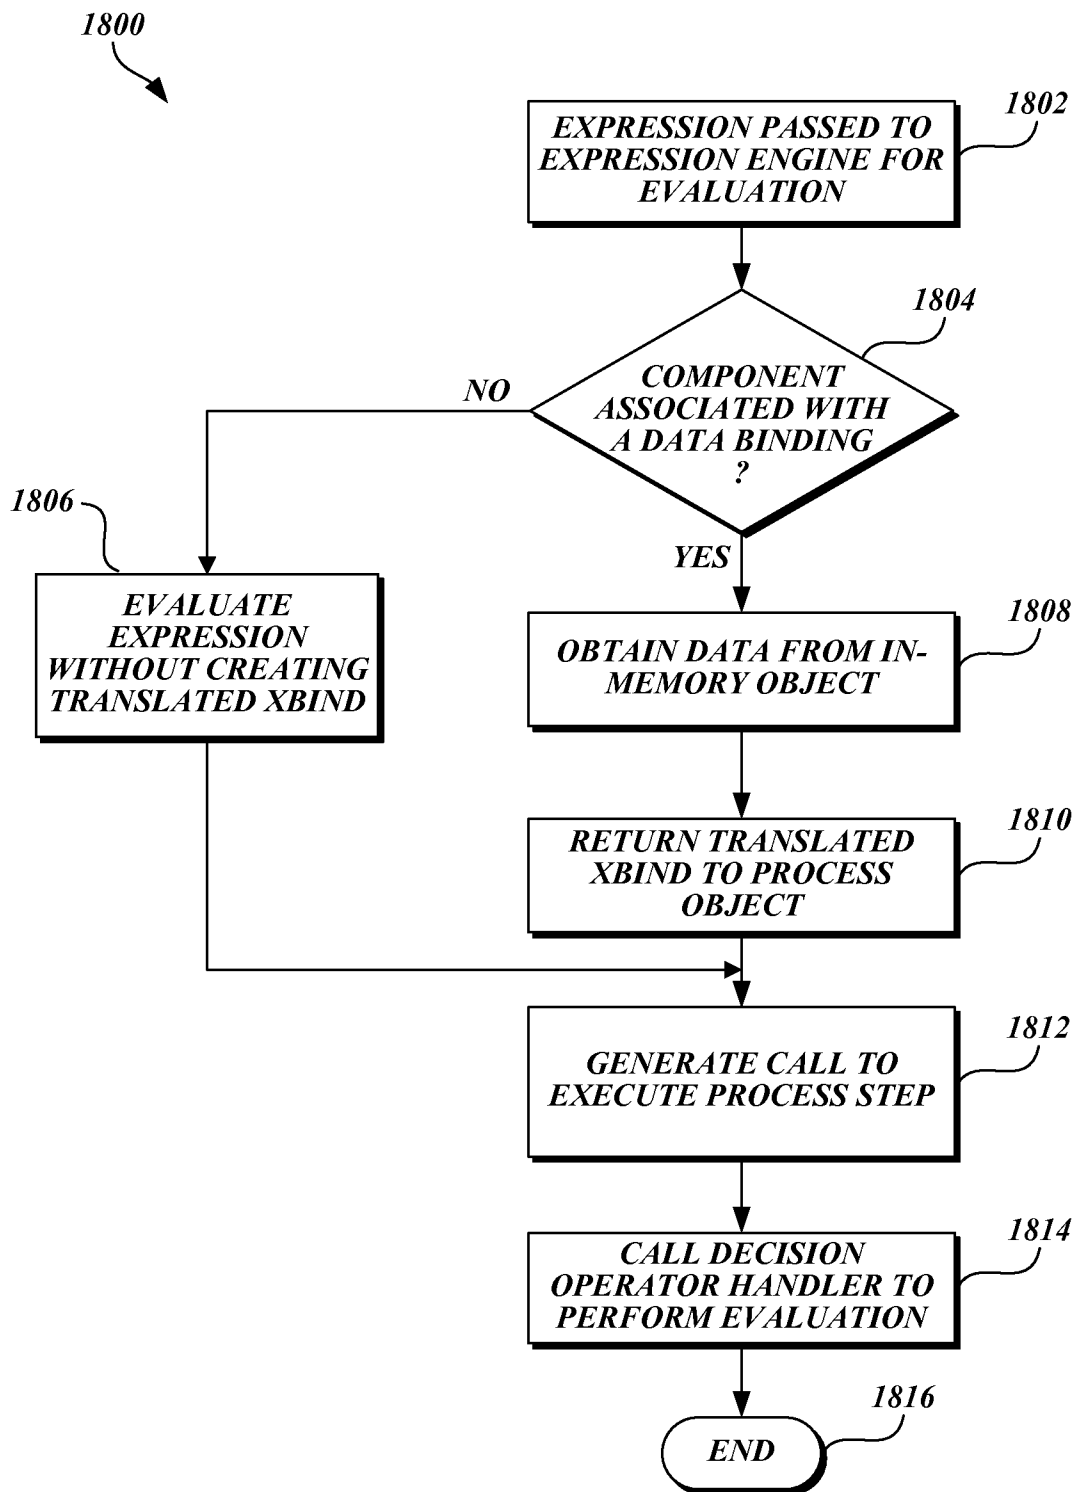 1800
EXPRESSION PASSED TO
EXPRESSION ENGINE FOR
EVALUATION
1802
COMPONENT
ASSOCIATED WITH
A DATA BINDING
?
1804
NO
YES
1806
EVALUATE
EXPRESSION
WITHOUT CREATING
TRANSLATED XBIND
OBTAIN DATA FROM IN-
MEMORY OBJECT
1808
RETURN TRANSLATED
XBIND TO PROCESS
OBJECT
1810
GENERATE CALL TO
EXECUTE PROCESS STEP
1812
CALL DECISION
OPERATOR HANDLER TO
PERFORM EVALUATION
1814
END
1816